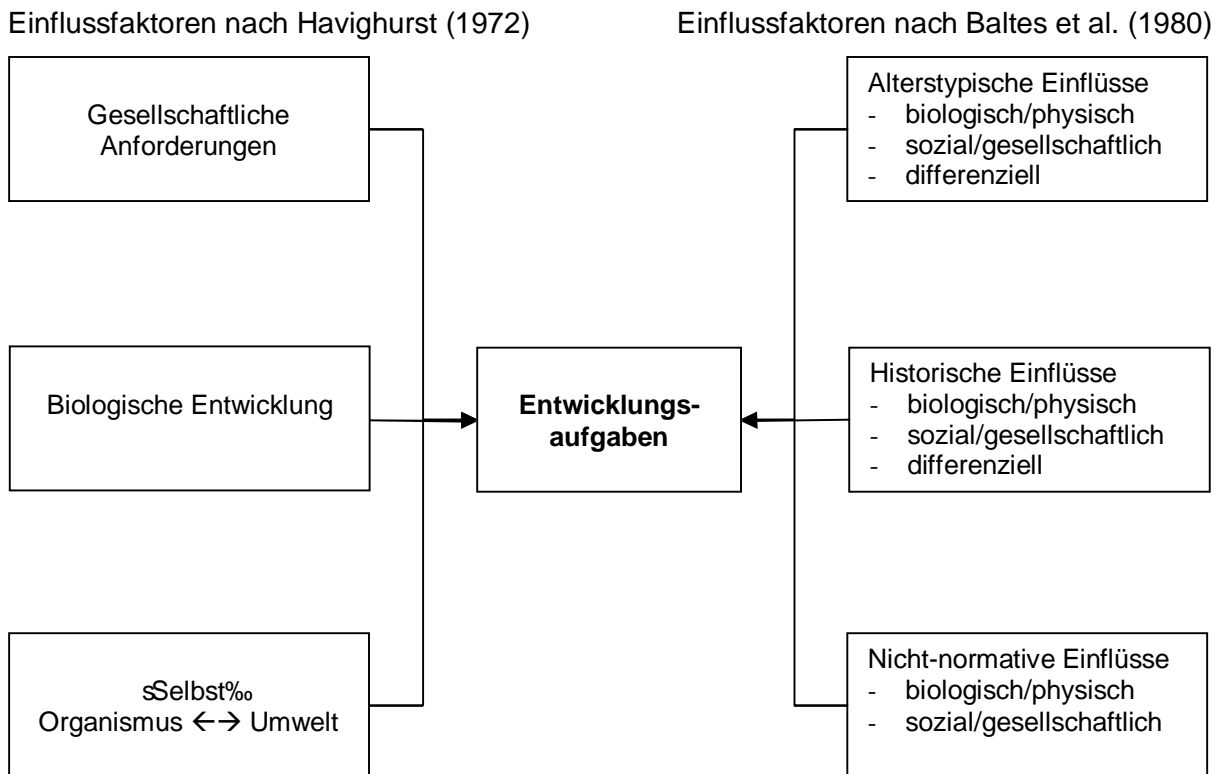 Einflussfaktoren nach Havighurst (1972)
Einflussfaktoren nach Baltes et al. (1980)
Gesellschaftliche
Anforderungen
Biologische Entwicklung
sSelbst‰
Organismus ←→ Umwelt
Entwicklungs-
aufgaben
Alterstypische Einflüsse
- biologisch/physisch
- sozial/gesellschaftlich
- differenziell
Historische Einflüsse
- biologisch/physisch
- sozial/gesellschaftlich
- differenziell
Nicht-normative Einflüsse
- biologisch/physisch
- sozial/gesellschaftlich